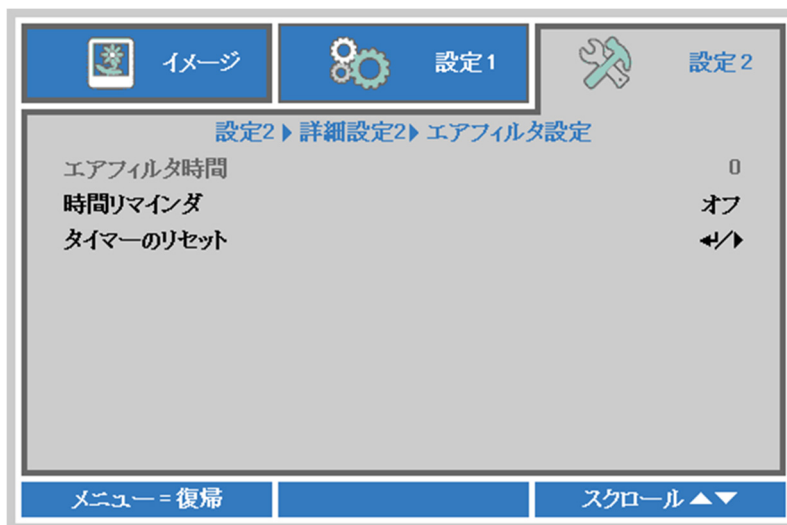 イメージ
設定1
設定2
設定2▶詳細設定2▶エアフィルタ設定
エアフィルタ時間 0
時間リマインダ オフ
タイマーのリセット ↵/▶
メニュー=復帰 スクロール▲▼